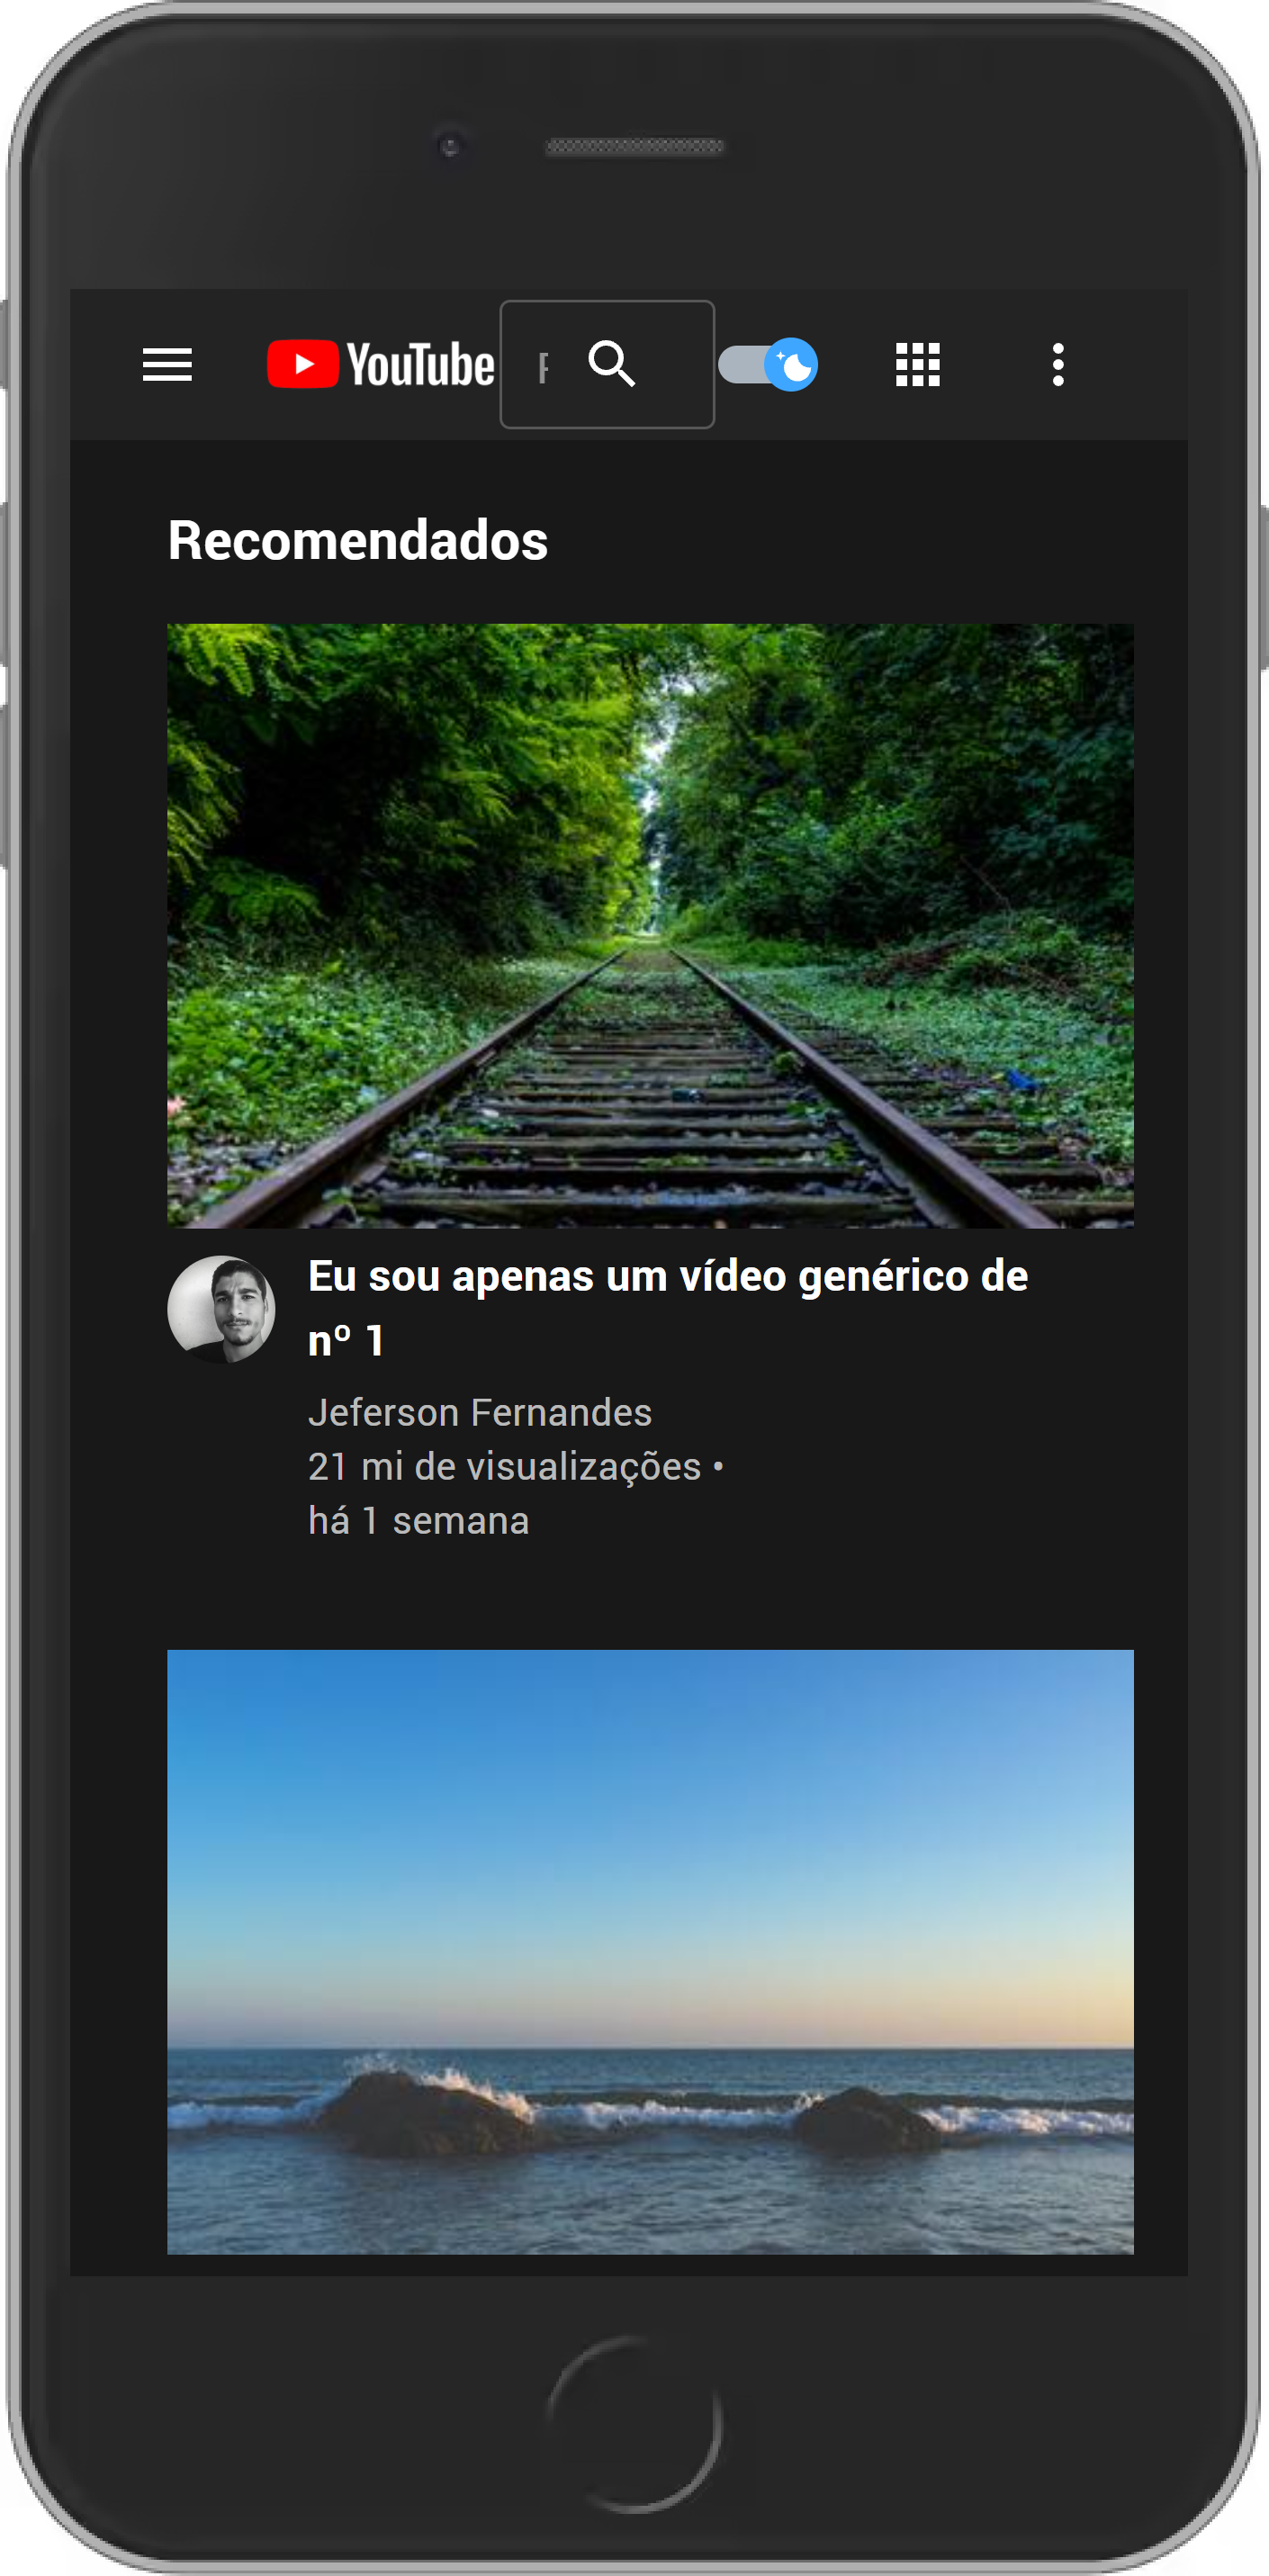 YouTube
Recomendados
Eu sou apenas um vídeo genérico de
nº 1
Jeferson Fernandes
21 mi de visualizações •
há 1 semana